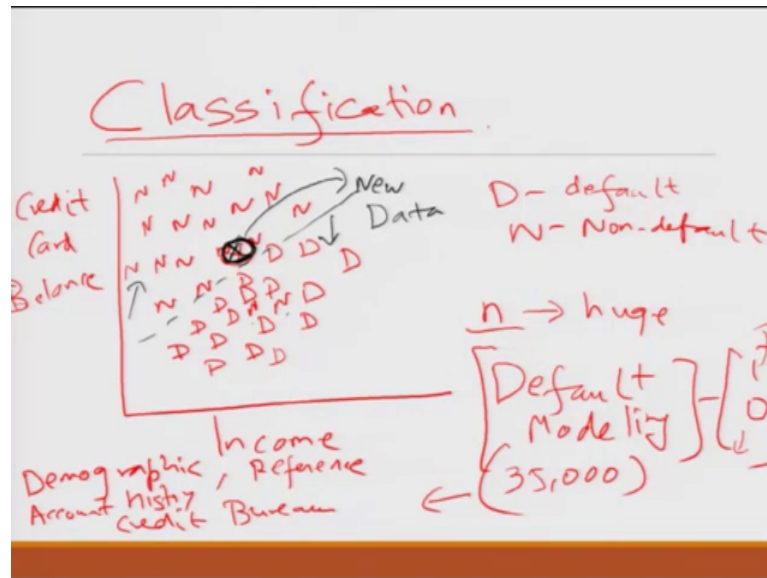 Classification
Credit
Card
Balance
N N N N N N
N N N N N N
New
Data
N N N N D D D
N N B D D
D D N N D D
D D D D
D
Income
D - default
N - Non-default
n → huge
[Default
Modeling]
(35,000)
Demographic, Reference
Account history
Credit Bureau